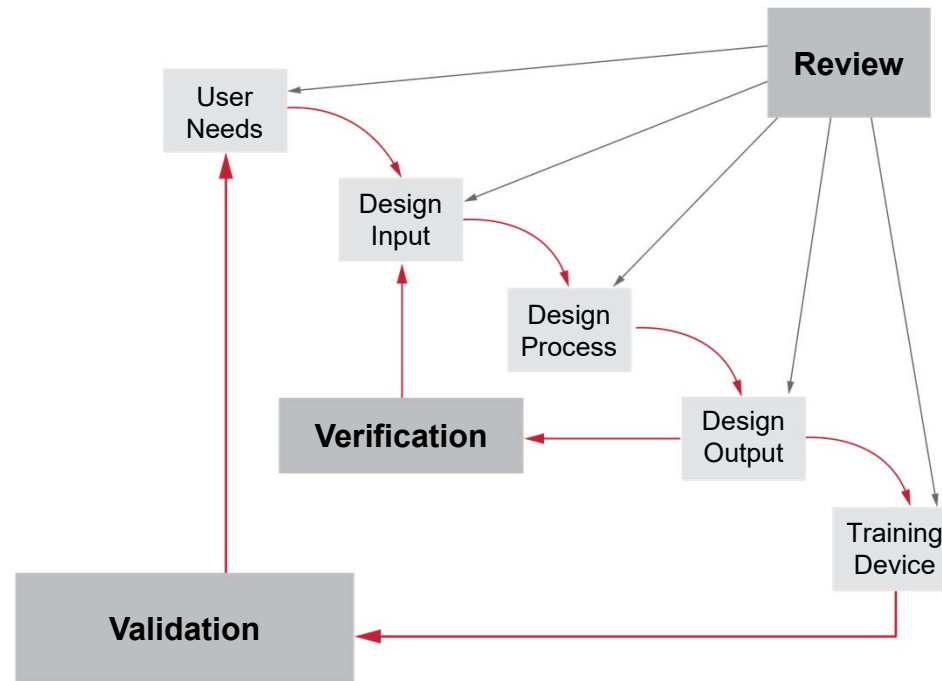 Review
User
Needs
Design
Input
Design
Process
Verification
Design
Output
Training
Device
Validation